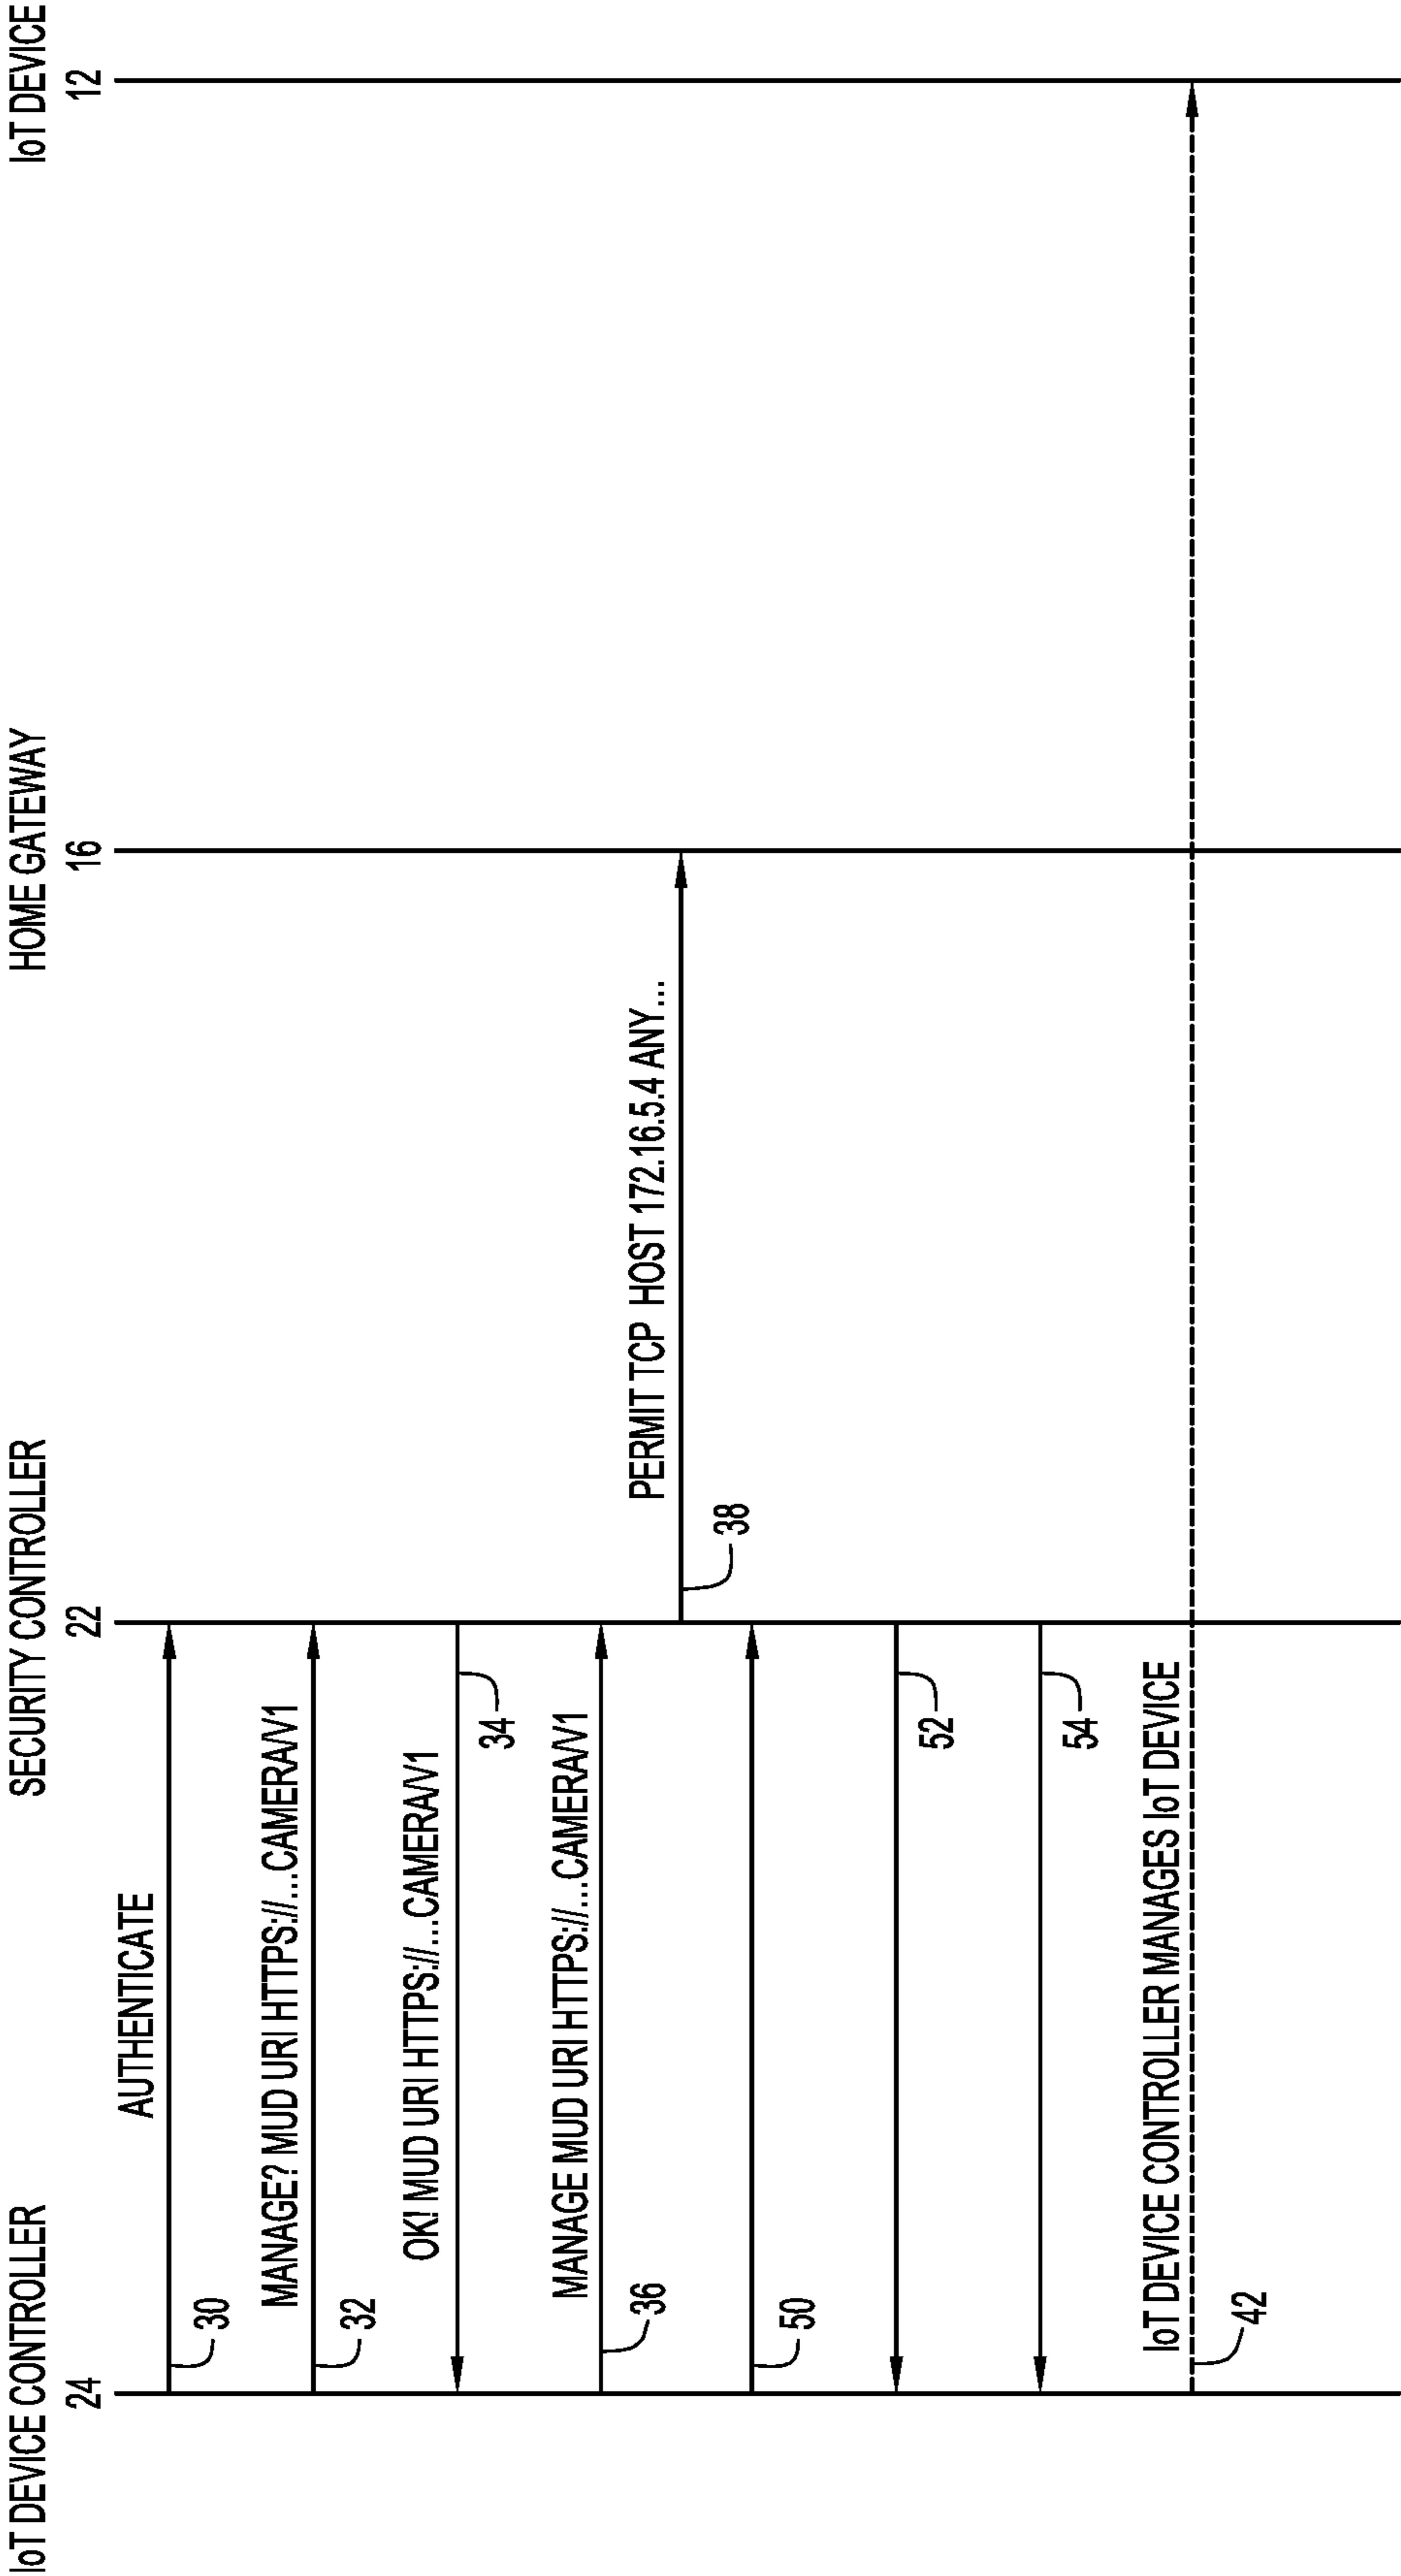 IoT DEVICE CONTROLLER
24
SECURITY CONTROLLER
22
HOME GATEWAY
16
IoT DEVICE
12
AUTHENTICATE
30
MANAGE? MUD URI HTTPS://...CAMERA/V1
32
OK! MUD URI HTTPS://...CAMERA/V1
34
MANAGE MUD URI HTTPS://...CAMERA/V1
36
PERMIT TCP HOST 172.16.5.4 ANY...
38
50
52
54
IoT DEVICE CONTROLLER MANAGES IoT DEVICE
42